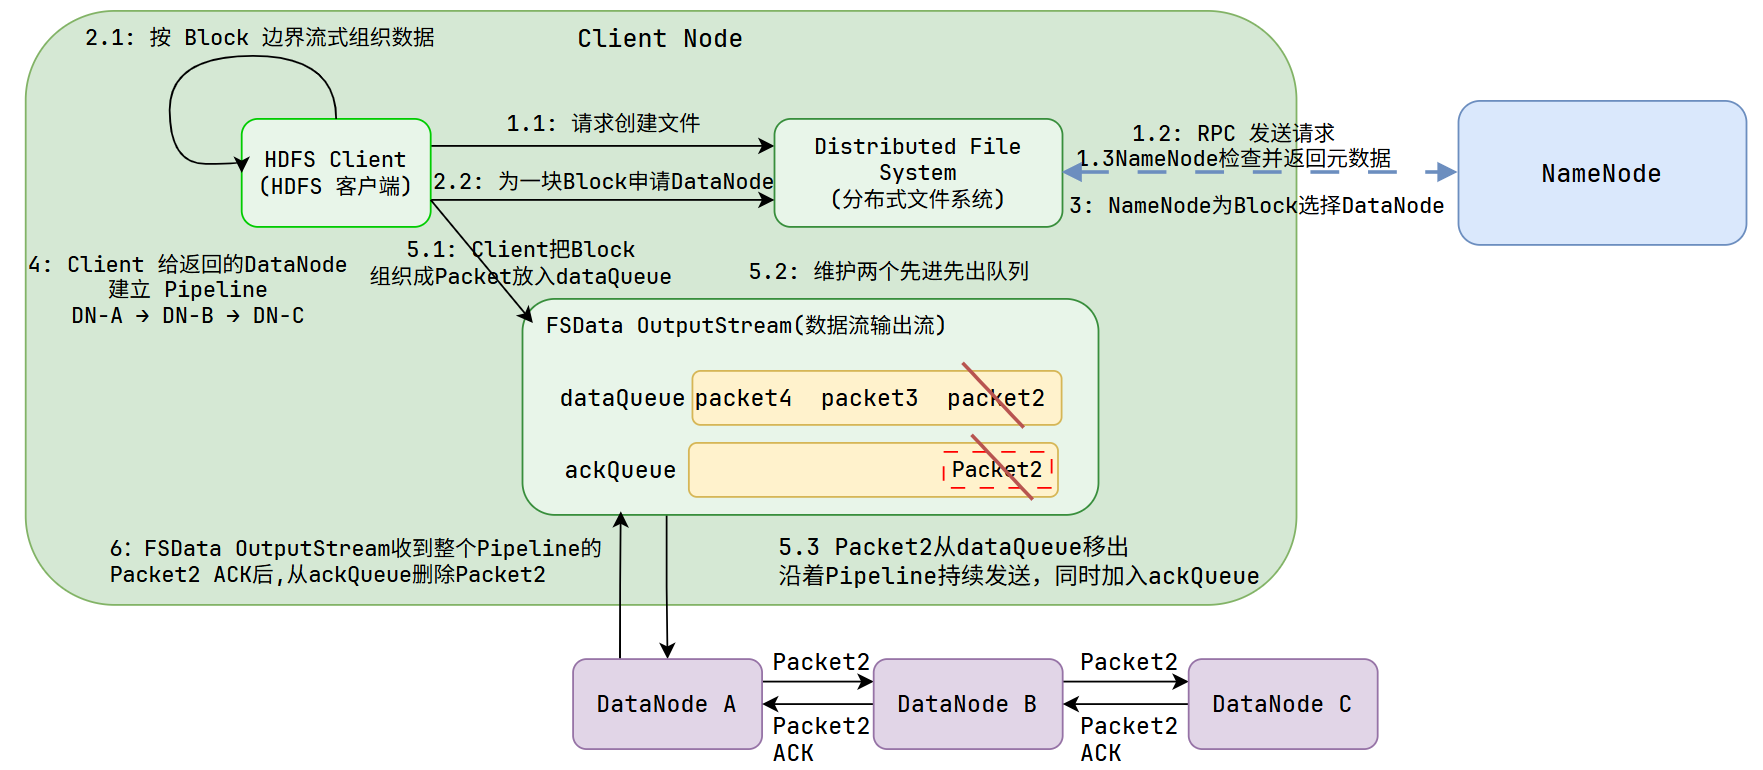 2.1: 按 Block 边界流式组织数据
Client Node
1.1: 请求创建文件
HDFS Client
(HDFS 客户端)
2.2: 为一块Block申请DataNode
Distributed File
System
(分布式文件系统)
1.2: RPC 发送请求
1.3NameNode检查并返回元数据
3: NameNode为Block选择DataNode
NameNode
4: Client 给返回的DataNode
建立 Pipeline
DN-A → DN-B → DN-C
5.1: Client把Block
组织成Packet放入dataQueue
5.2: 维护两个先进先出队列
FSData OutputStream(数据流输出流)
dataQueue packet4 packet3 packet2
ackQueue Packet2
6: FSData OutputStream收到整个Pipeline的
Packet2 ACK后,从ackQueue删除Packet2
5.3 Packet2从dataQueue移出
沿着Pipeline持续发送，同时加入ackQueue
DataNode A
Packet2
Packet2
ACK
DataNode B
Packet2
Packet2
ACK
DataNode C